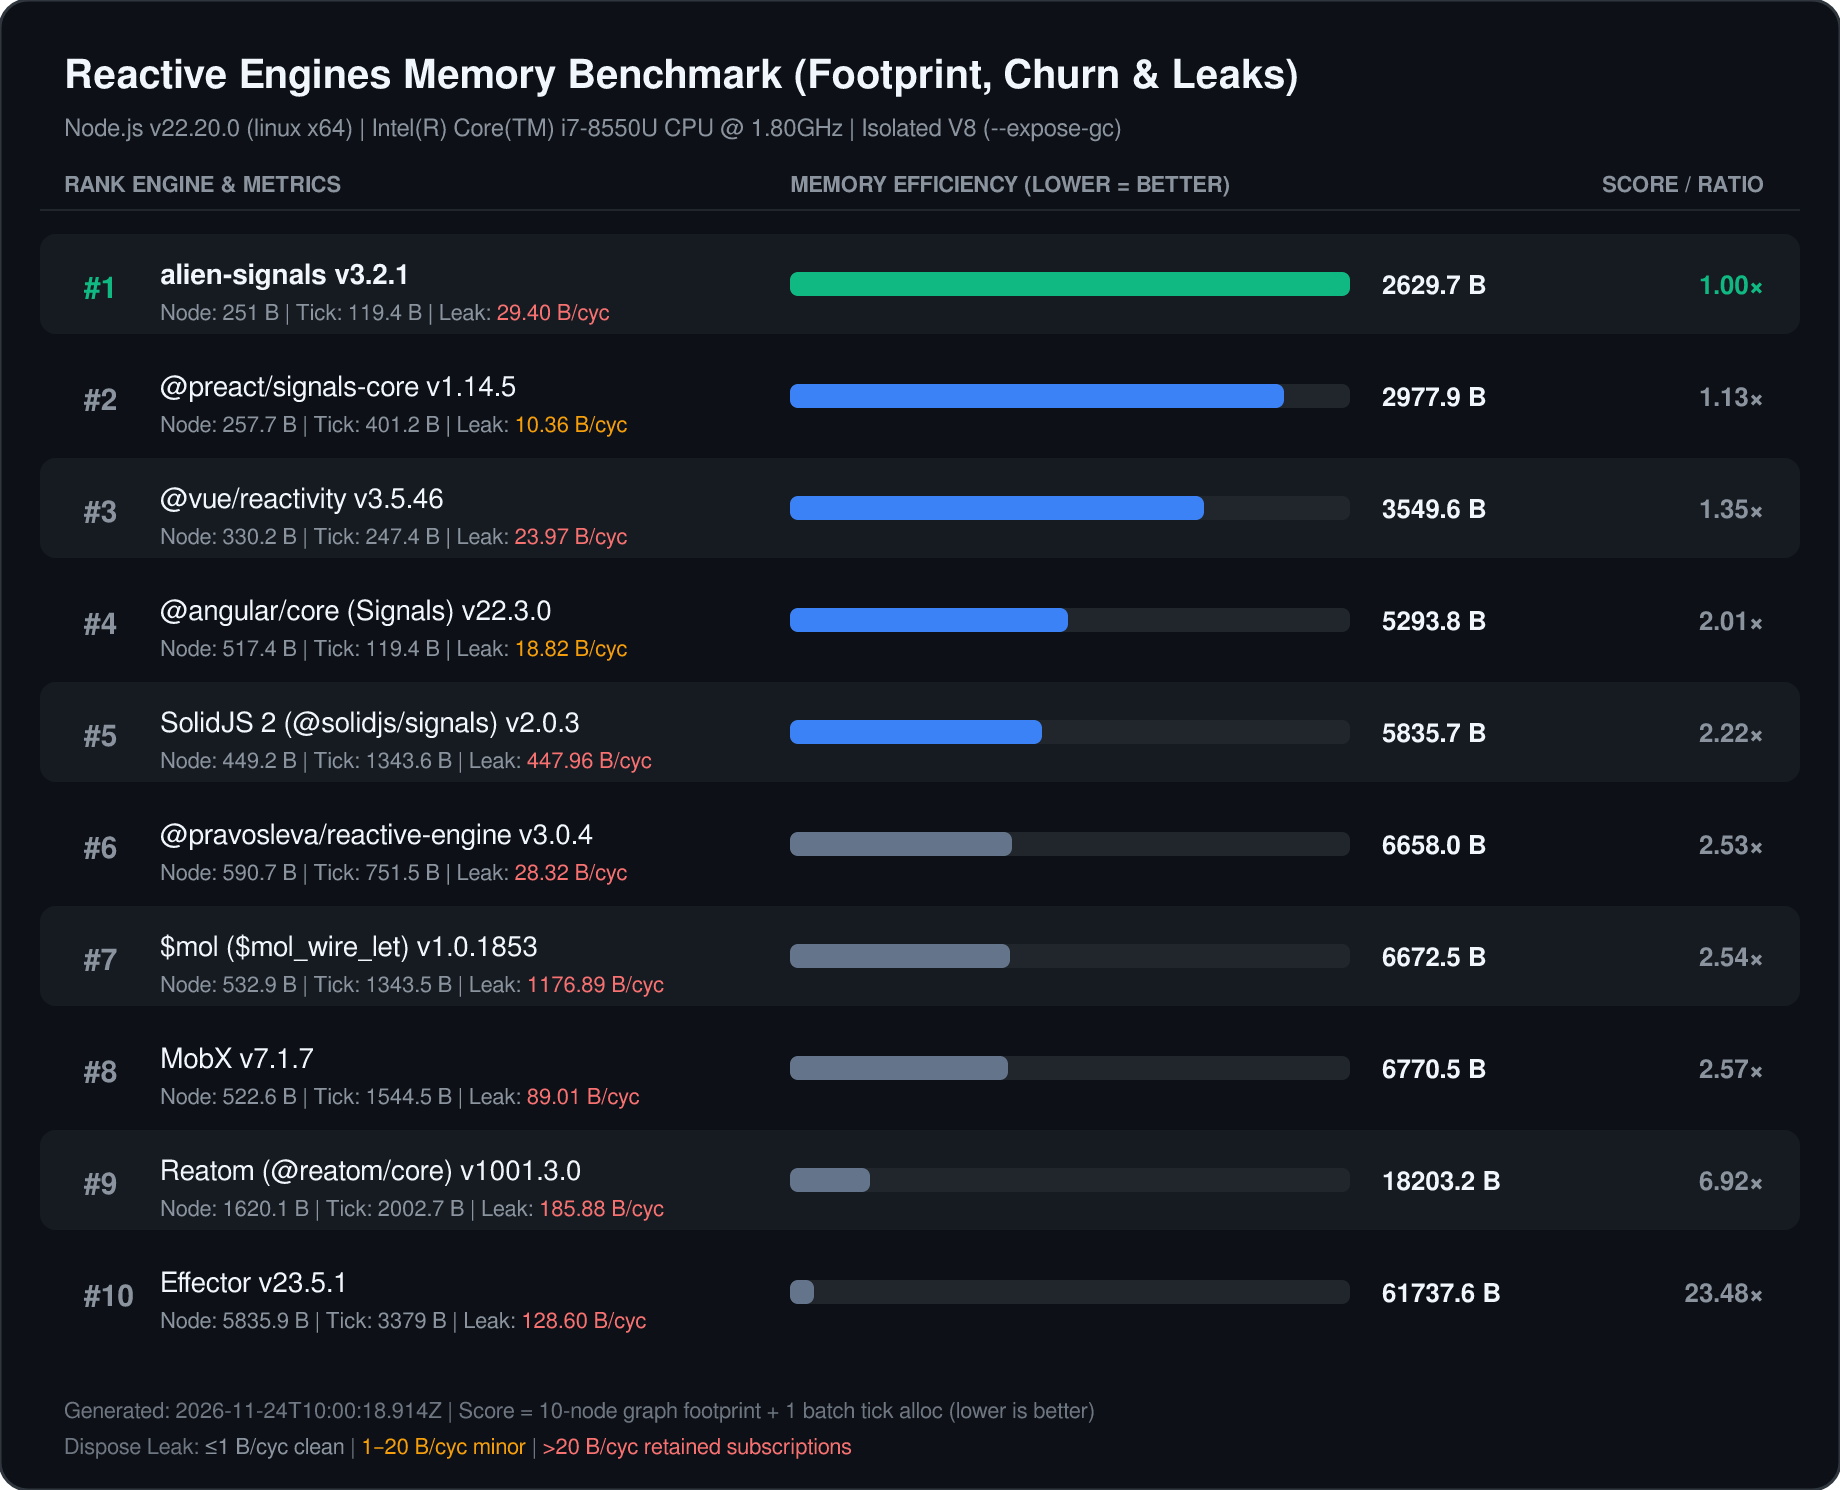 Reactive Engines Memory Benchmark (Footprint, Churn & Leaks)
Node.js v22.20.0 (linux x64) | Intel(R) Core(TM) i7-8550U CPU @ 1.80GHz | Isolated V8 (--expose-gc)
RANK ENGINE & METRICS MEMORY EFFICIENCY (LOWER = BETTER) SCORE / RATIO
#1 alien-signals v3.2.1 2629.7 B 1.00×
Node: 251 B | Tick: 119.4 B | Leak: 29.40 B/cyc
#2 @preact/signals-core v1.14.5 2977.9 B 1.13×
Node: 257.7 B | Tick: 401.2 B | Leak: 10.36 B/cyc
#3 @vue/reactivity v3.5.46 3549.6 B 1.35×
Node: 330.2 B | Tick: 247.4 B | Leak: 23.97 B/cyc
#4 @angular/core (Signals) v22.3.0 5293.8 B 2.01×
Node: 517.4 B | Tick: 119.4 B | Leak: 18.82 B/cyc
#5 SolidJS 2 (@solidjs/signals) v2.0.3 5835.7 B 2.22×
Node: 449.2 B | Tick: 1343.6 B | Leak: 447.96 B/cyc
#6 @pravosleva/reactive-engine v3.0.4 6658.0 B 2.53×
Node: 590.7 B | Tick: 751.5 B | Leak: 28.32 B/cyc
#7 $mol ($mol_wire_let) v1.0.1853 6672.5 B 2.54×
Node: 532.9 B | Tick: 1343.5 B | Leak: 1176.89 B/cyc
#8 MobX v7.1.7 6770.5 B 2.57×
Node: 522.6 B | Tick: 1544.5 B | Leak: 89.01 B/cyc
#9 Reatom (@reatom/core) v1001.3.0 18203.2 B 6.92×
Node: 1620.1 B | Tick: 2002.7 B | Leak: 185.88 B/cyc
#10 Effector v23.5.1 61737.6 B 23.48×
Node: 5835.9 B | Tick: 3379 B | Leak: 128.60 B/cyc
Generated: 2026-11-24T10:00:18.914Z | Score = 10-node graph footprint + 1 batch tick alloc (lower is better)
Dispose Leak: ≤1 B/cyc clean | 1–20 B/cyc minor | >20 B/cyc retained subscriptions